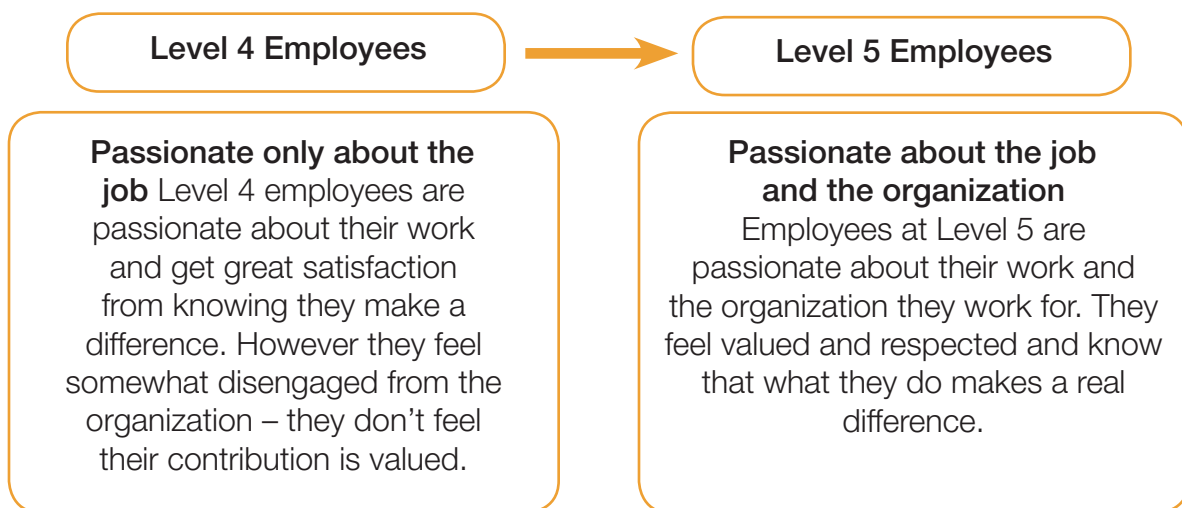 Level 4 Employees
Level 5 Employees
Passionate only about the
job Level 4 employees are
passionate about their work
and get great satisfaction
from knowing they make a
difference. However they feel
somewhat disengaged from the
organization – they don’t feel
their contribution is valued.
Passionate about the job
and the organization
Employees at Level 5 are
passionate about their work and
the organization they work for. They
feel valued and respected and know
that what they do makes a real
difference.